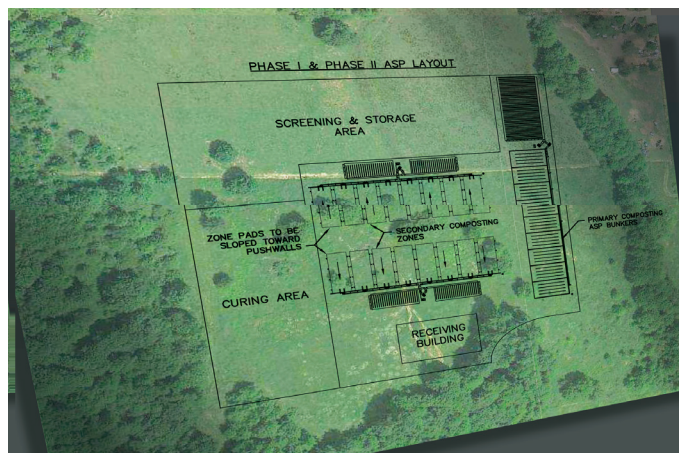 PHASE I & PHASE II ASP LAYOUT
SCREENING & STORAGE
AREA
ZONE PADS TO BE
SLOPED TOWARD
PUSHWALLS
SECONDARY COMPOSTING
ZONES
PRIMARY COMPOSTING
ASP BUNKERS
CURING AREA
RECEIVING
BUILDING